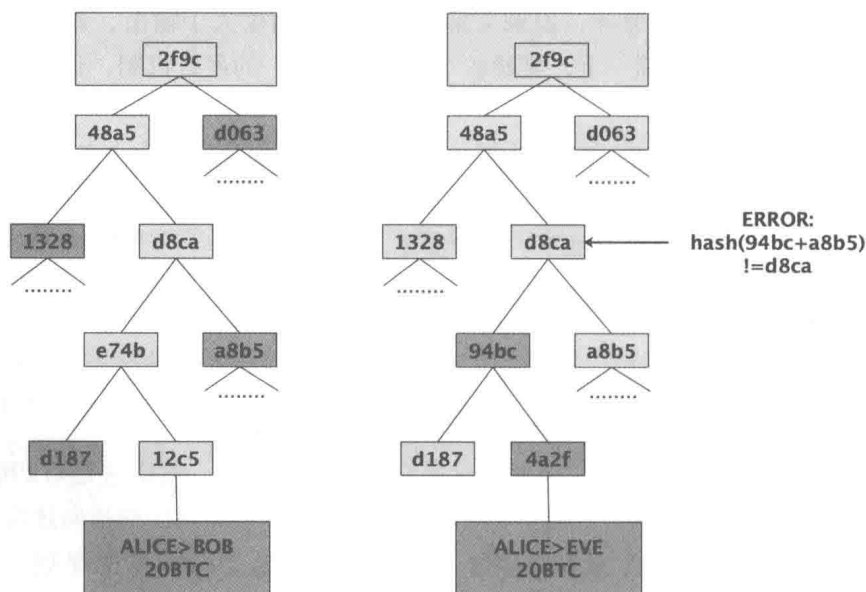 2f9c
48a5
d063
........
1328
d8ca
........
e74b
a8b5
........
d187
12c5
ALICE>BOB
20BTC
2f9c
48a5
d063
........
1328
d8ca
ERROR:
hash(94bc+a8b5)
!=d8ca
........
94bc
a8b5
........
d187
4a2f
ALICE>EVE
20BTC